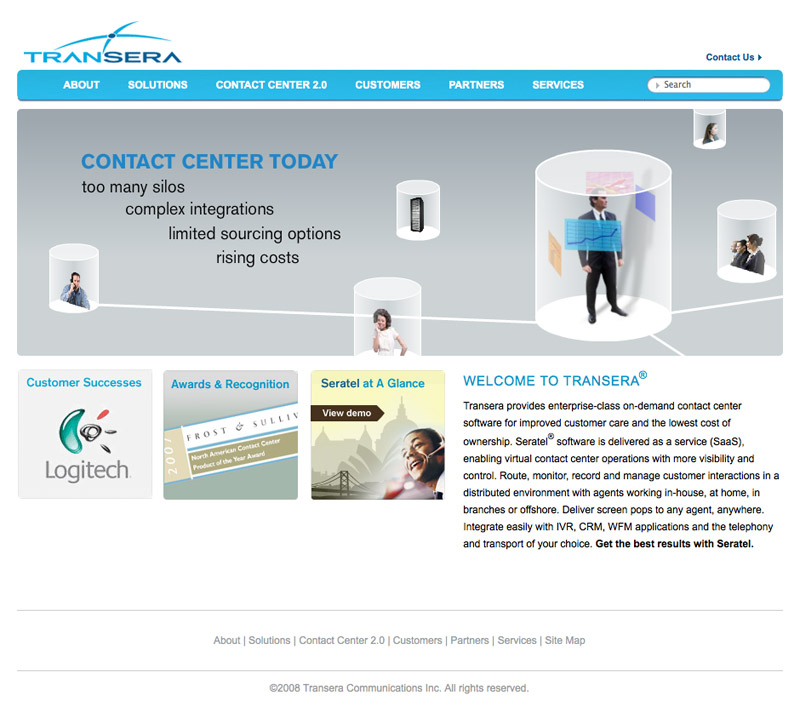 TRANSERA
Contact Us
ABOUT SOLUTIONS CONTACT CENTER 2.0 CUSTOMERS PARTNERS SERVICES Search
CONTACT CENTER TODAY
too many silos
complex integrations
limited sourcing options
rising costs
Customer Successes
Logitech
Awards & Recognition
2007
FROST & SULLIV
North American Contact Center
Product of the Year Award
Seratel at A Glance
View demo
WELCOME TO TRANSERA®
Transera provides enterprise-class on-demand contact center
software for improved customer care and the lowest cost of
ownership. Seratel® software is delivered as a service (SaaS),
enabling virtual contact center operations with more visibility and
control. Route, monitor, record and manage customer interactions in a
distributed environment with agents working in-house, at home, in
branches or offshore. Deliver screen pops to any agent, anywhere.
Integrate easily with IVR, CRM, WFM applications and the telephony
and transport of your choice. Get the best results with Seratel.
About | Solutions | Contact Center 2.0 | Customers | Partners | Services | Site Map
©2008 Transera Communications Inc. All rights reserved.